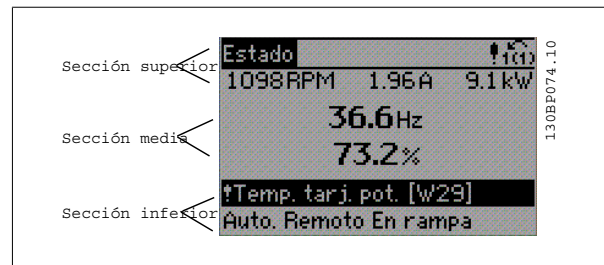 Sección superior
Estado !1(1)
1098RPM 1.96A 9.1kW
Sección media
36.6Hz
73.2%
!Temp. tarj. pot. [W29]
Sección inferior
Auto. Remoto En rampa
130BP074.10